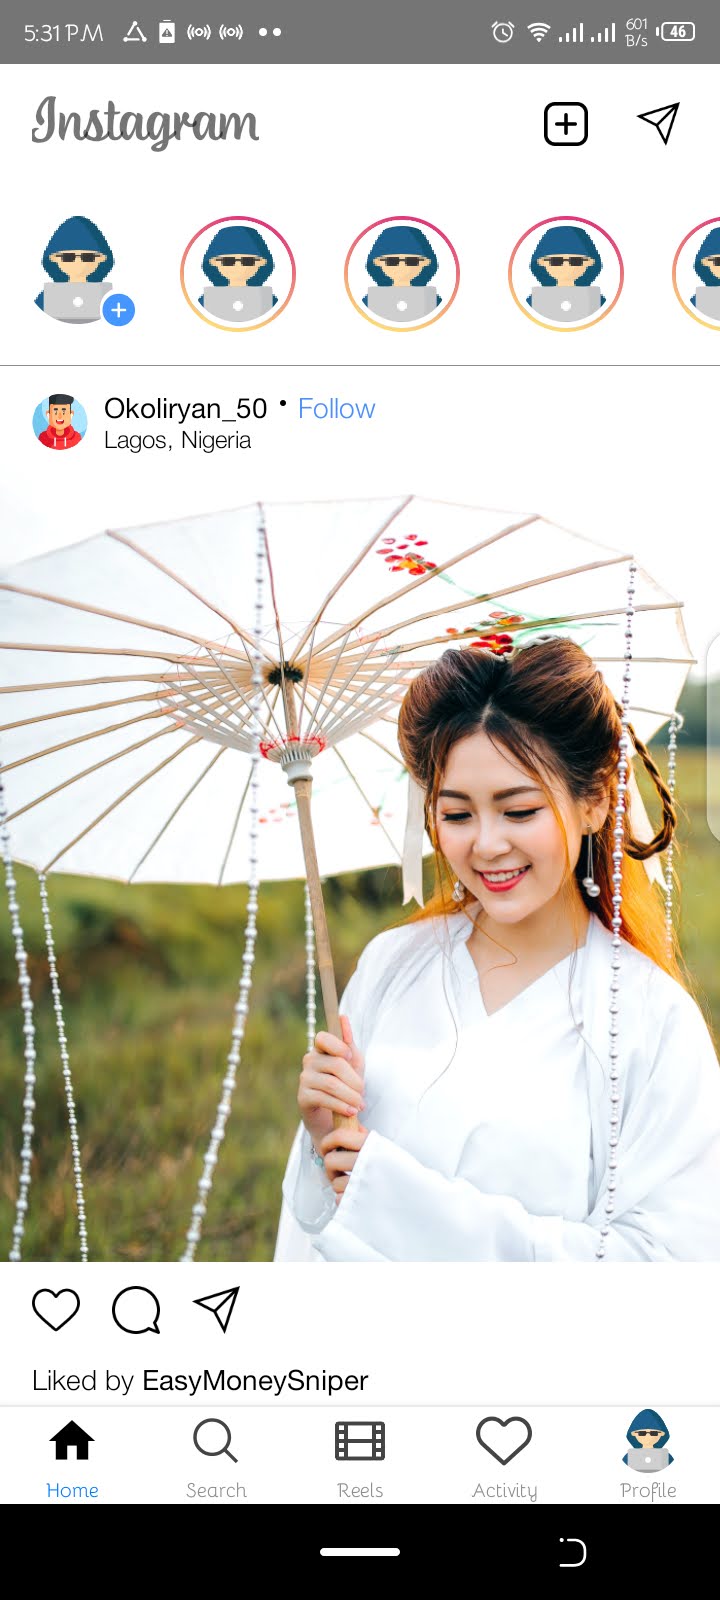 5:31 PM
601 B/s
46
Instagram
Okoliryan_50 • Follow
Lagos, Nigeria
Liked by EasyMoneySniper
Home Search Reels Activity Profile